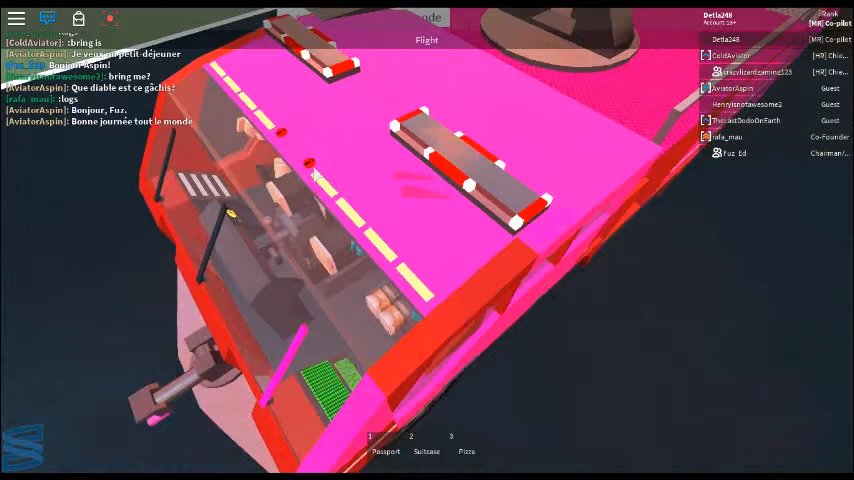 ode
Flight
[ColdAviator]: :bring is
[AviatorAspin]: Je veux un petit-déjeuner
Bonjour Aspin!
[Henryisnotawesome2]: bring me?
[AviatorAspin]: Que diable est ce gâchis?
[rafa_mau]: :logs
[AviatorAspin]: Bonjour, Fuz.
[AviatorAspin]: Bonne journée tout le monde
Detla248
Account: 13+
Rank
[MR] Co-pilot
Detla248 [MR] Co-pilot
ColdAviator [HR] Chie...
crazylizardgaming123 [HR] Chie...
AviatorAspin Guest
Henryisnotawesome2 Guest
TheLastDodoOnEarth Guest
rafa_mau Co-Founder
Fuz_Ed Chairman/...
1 2 3
Passport Suitcase Pizza